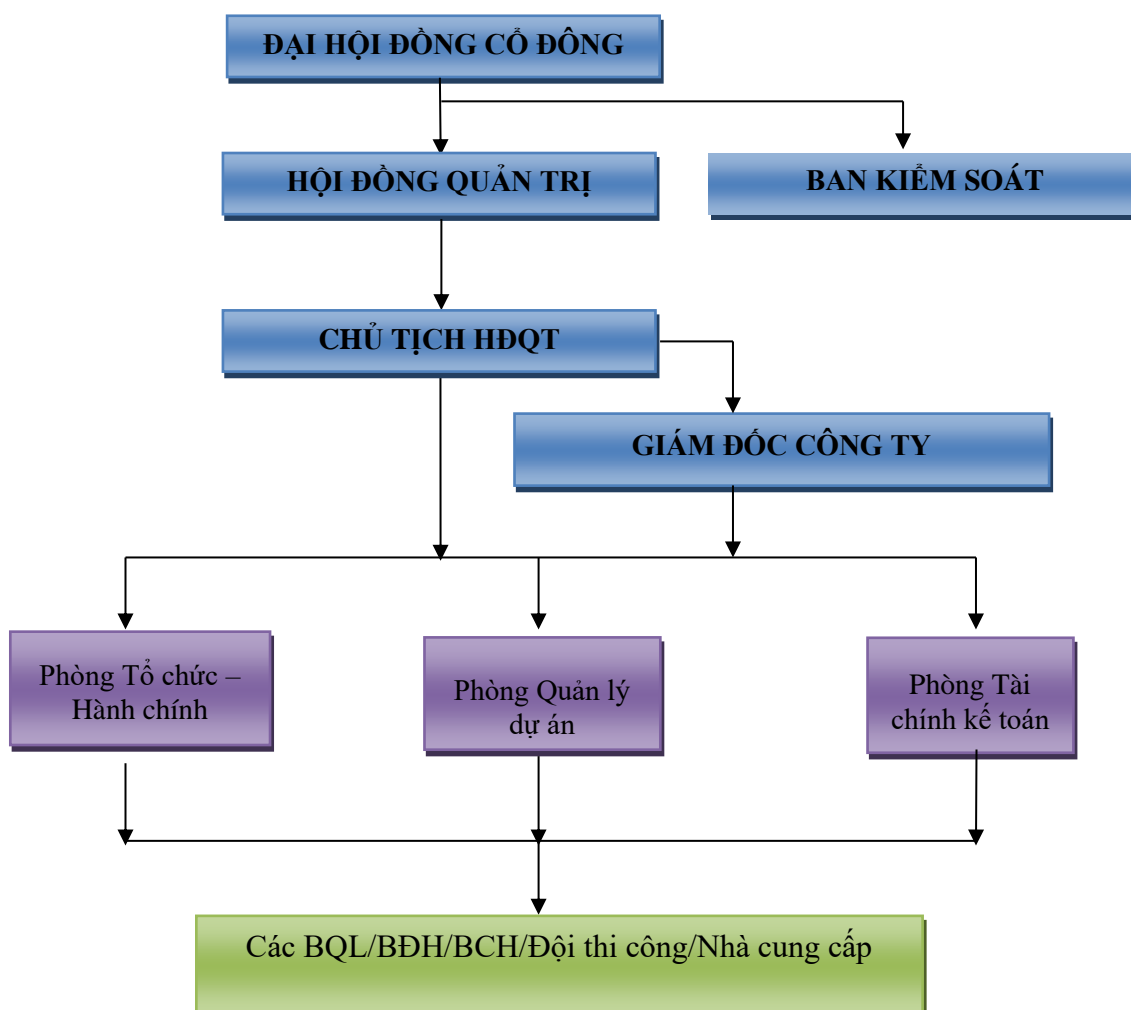 ĐẠI HỘI ĐỒNG CỔ ĐÔNG
HỘI ĐỒNG QUẢN TRỊ
BAN KIỂM SOÁT
CHỦ TỊCH HĐQT
GIÁM ĐỐC CÔNG TY
Phòng Tổ chức –
Hành chính
Phòng Quản lý
dự án
Phòng Tài
chính kế toán
Các BQL/BĐH/BCH/Đội thi công/Nhà cung cấp